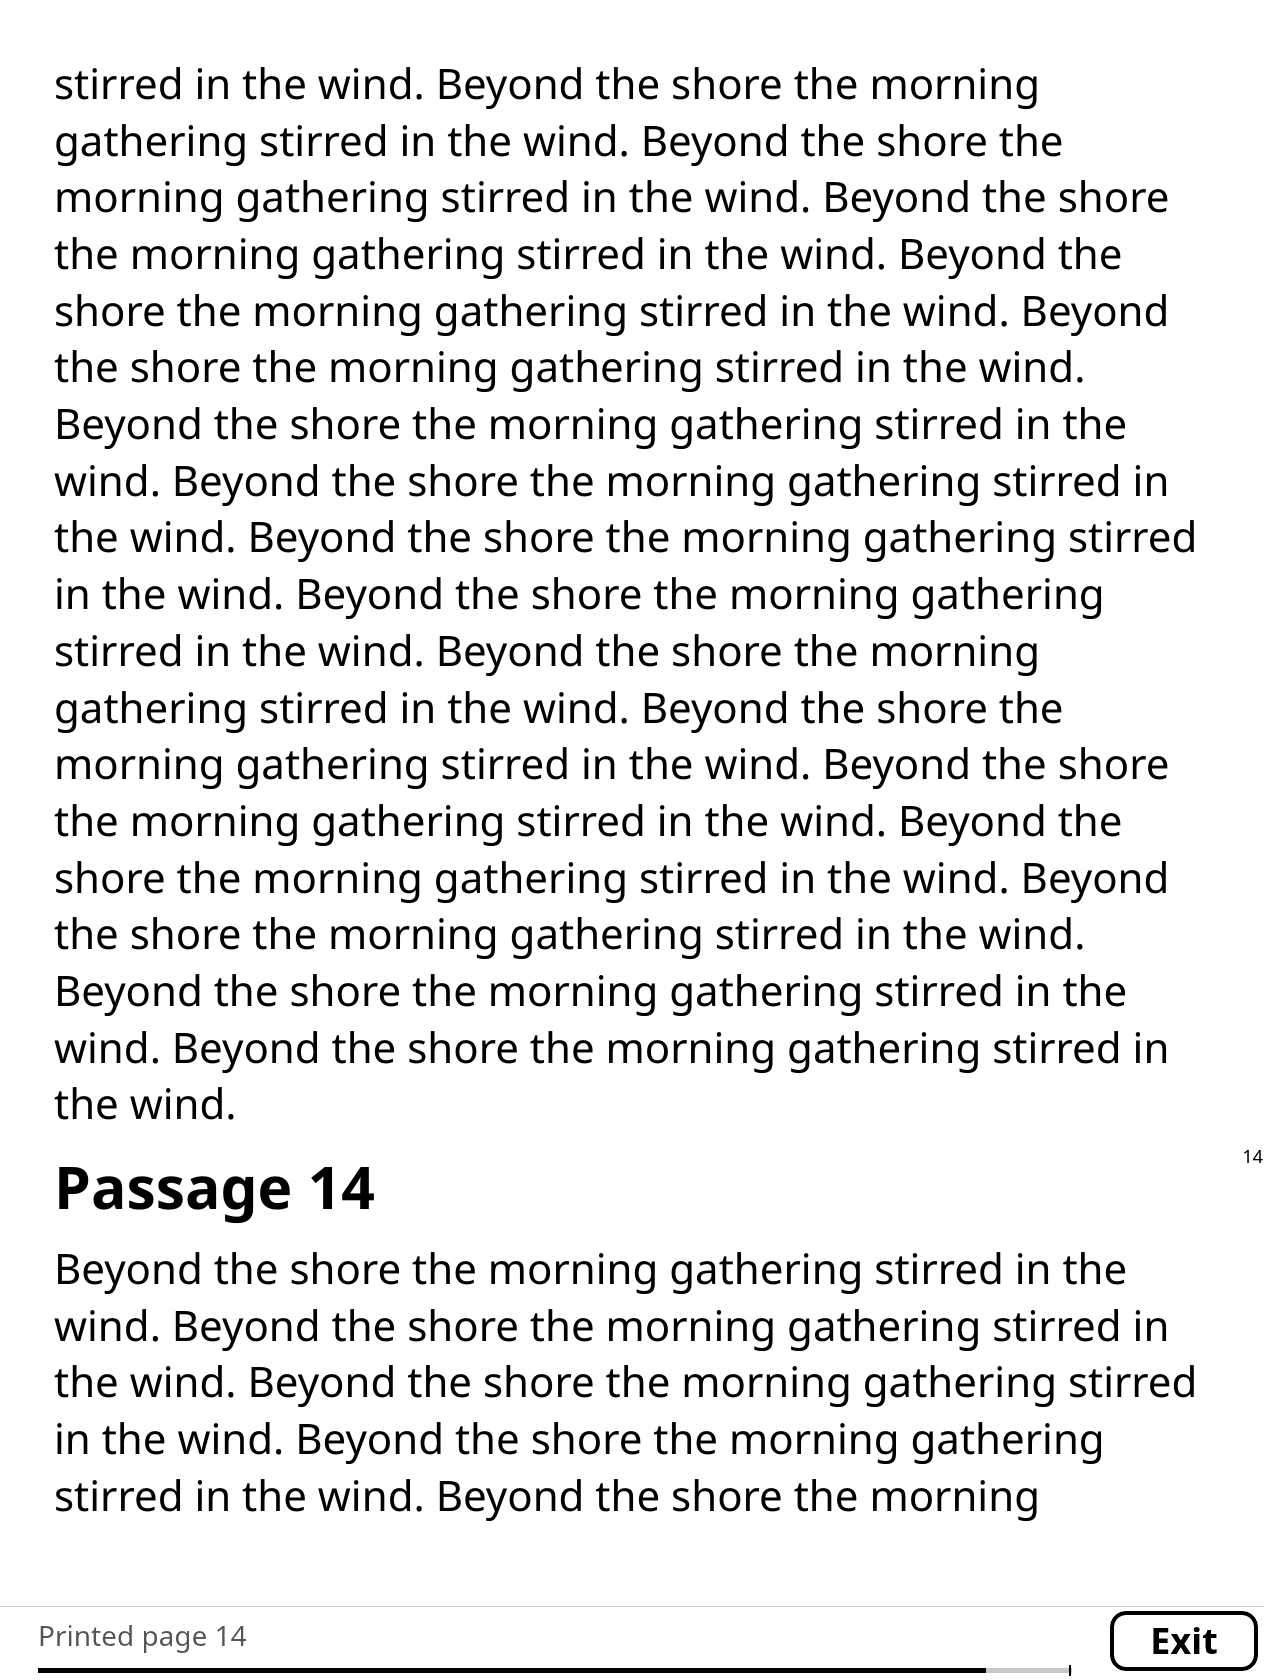 stirred in the wind. Beyond the shore the morning
gathering stirred in the wind. Beyond the shore the
morning gathering stirred in the wind. Beyond the shore
the morning gathering stirred in the wind. Beyond the
shore the morning gathering stirred in the wind. Beyond
the shore the morning gathering stirred in the wind.
Beyond the shore the morning gathering stirred in the
wind. Beyond the shore the morning gathering stirred in
the wind. Beyond the shore the morning gathering stirred
in the wind. Beyond the shore the morning gathering
stirred in the wind. Beyond the shore the morning
gathering stirred in the wind. Beyond the shore the
morning gathering stirred in the wind. Beyond the shore
the morning gathering stirred in the wind. Beyond the
shore the morning gathering stirred in the wind. Beyond
the shore the morning gathering stirred in the wind.
Beyond the shore the morning gathering stirred in the
wind. Beyond the shore the morning gathering stirred in
the wind.
14
Passage 14
Beyond the shore the morning gathering stirred in the
wind. Beyond the shore the morning gathering stirred in
the wind. Beyond the shore the morning gathering stirred
in the wind. Beyond the shore the morning gathering
stirred in the wind. Beyond the shore the morning
Printed page 14
Exit